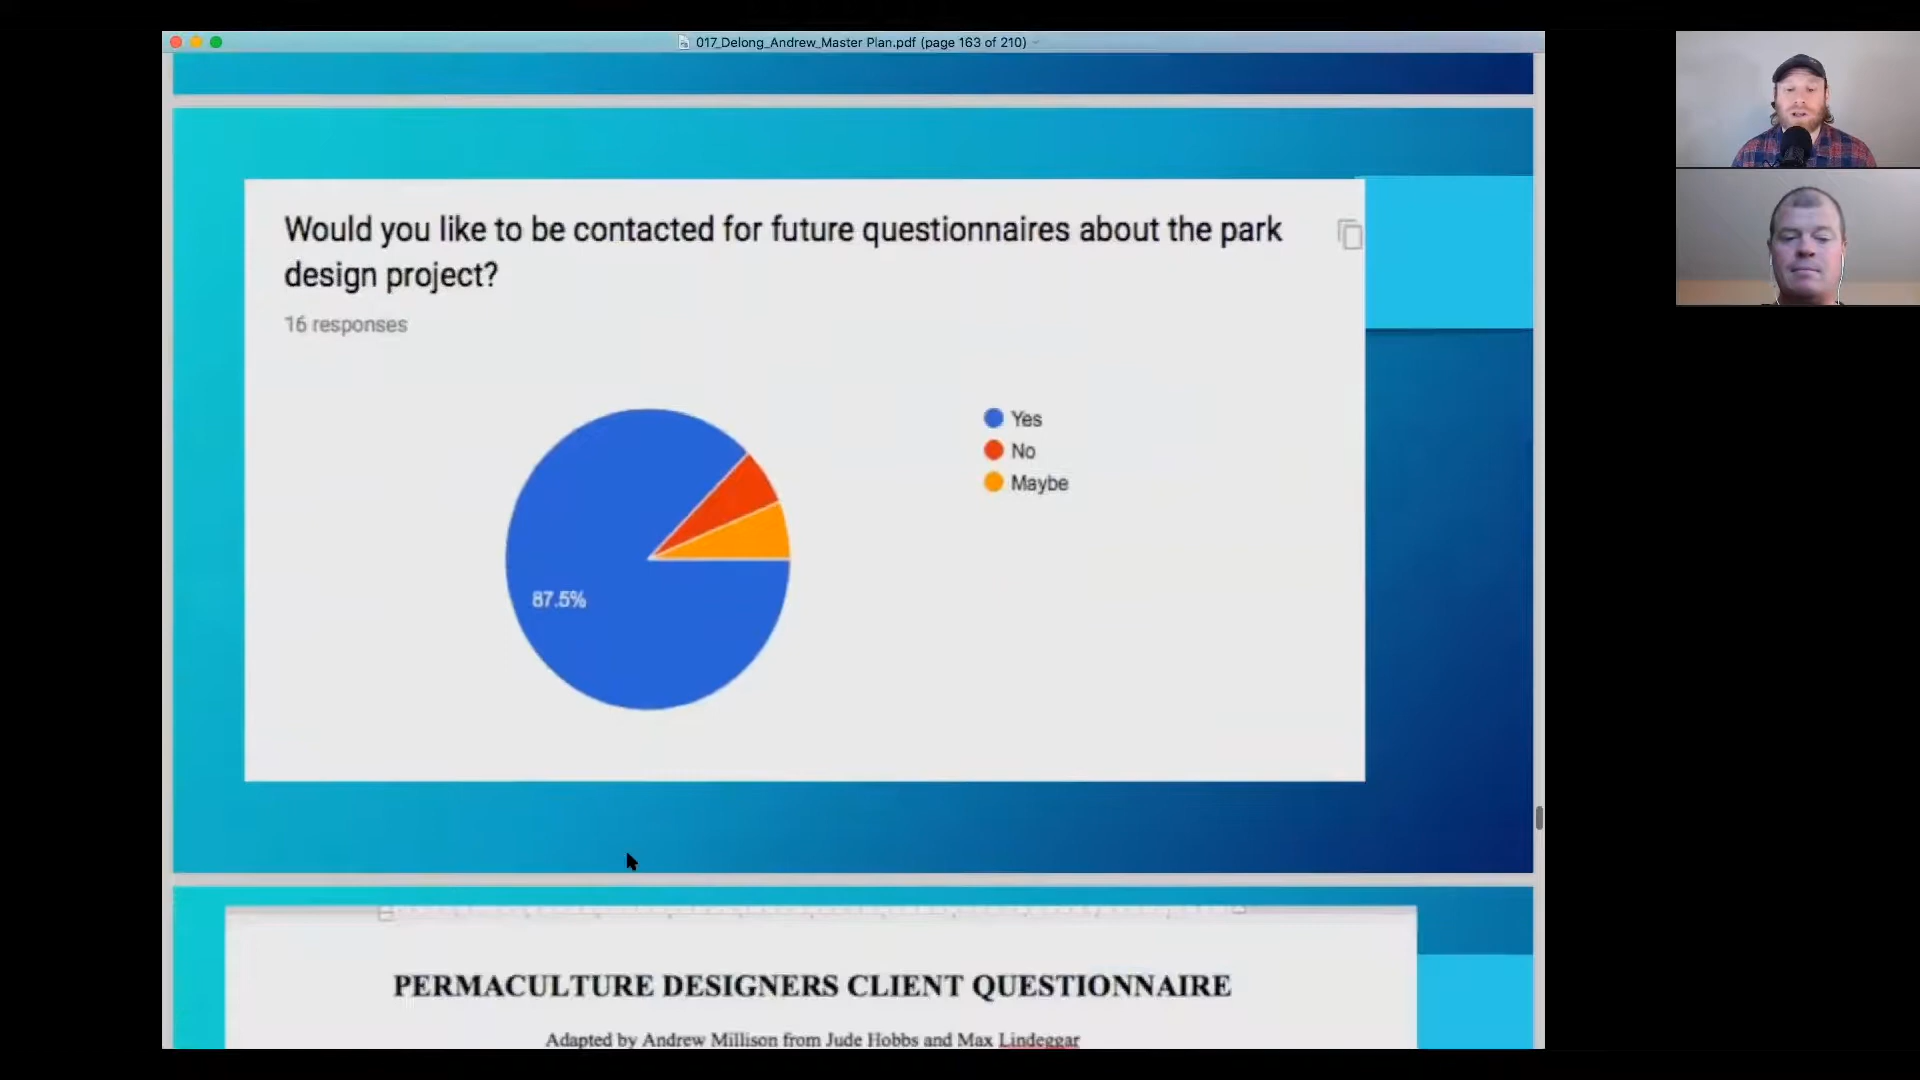 017_Delong_Andrew_Master Plan.pdf (page 163 of 210)
Would you like to be contacted for future questionnaires about the park
design project?
16 responses
Yes
No
Maybe
87.5%
PERMACULTURE DESIGNERS CLIENT QUESTIONNAIRE
Adapted by Andrew Millison from Jude Hobbs and Max Lindeggar